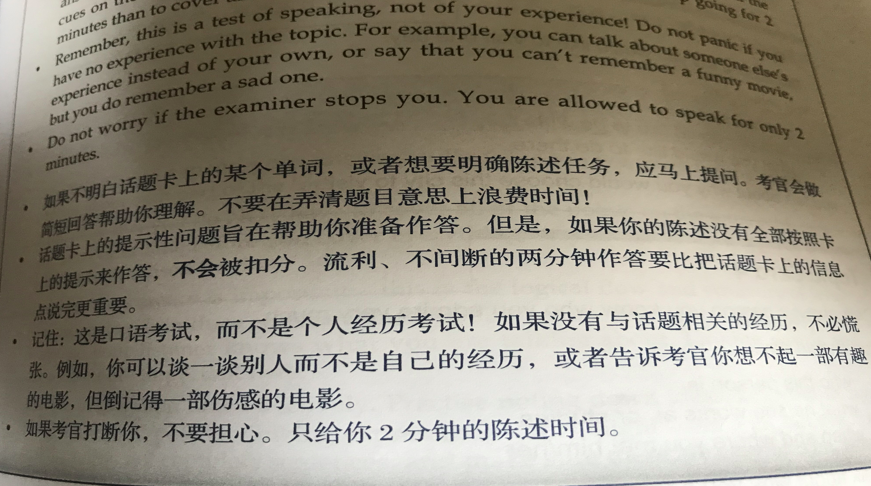 cues on the
going for 2
minutes than to cover
• Remember, this is a test of speaking, not of your experience! Do not panic if you
have no experience with the topic. For example, you can talk about someone else's
experience instead of your own, or say that you can't remember a funny movie,
but you do remember a sad one.
• Do not worry if the examiner stops you. You are allowed to speak for only 2
minutes.
• 如果不明白话题卡上的某个单词，或者想要明确陈述任务，应马上提问。考官会做
简短回答帮助你理解。不要在弄清题目意思上浪费时间！
• 话题卡上的提示性问题旨在帮助你准备作答。但是，如果你的陈述没有全部按照卡
上的提示来作答，不会被扣分。流利、不间断的两分钟作答要比把话题卡上的信息
点说完更重要。
• 记住：这是口语考试，而不是个人经历考试！如果没有与话题相关的经历，不必慌
张。例如，你可以谈一谈别人而不是自己的经历，或者告诉考官你想不起一部有趣
的电影，但倒记得一部伤感的电影。
• 如果考官打断你，不要担心。只给你 2 分钟的陈述时间。